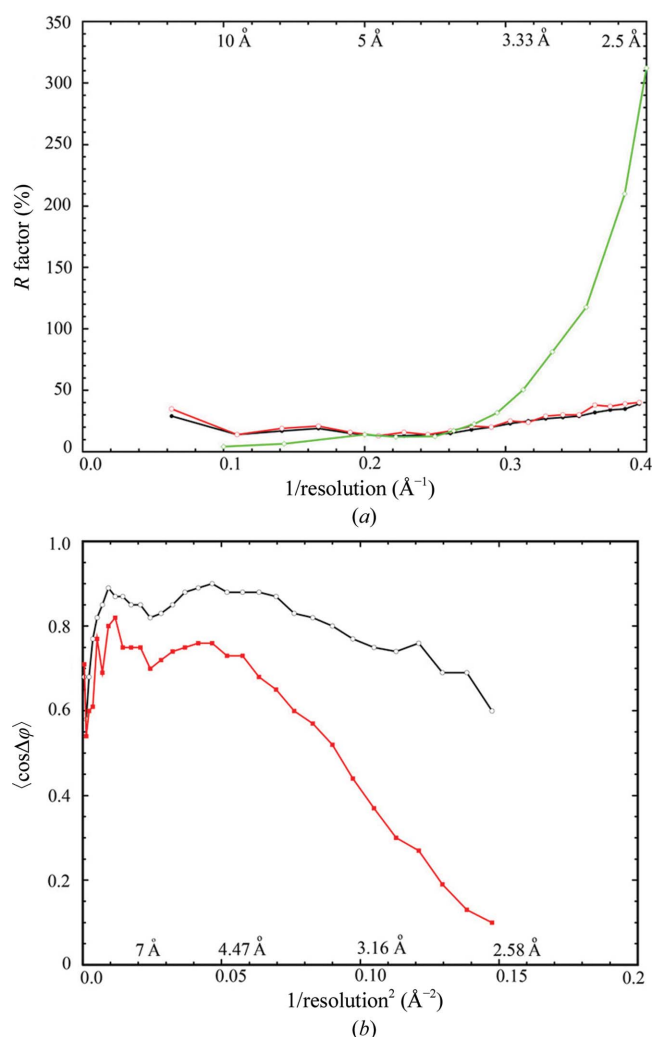 350
300
250
200
150
100
50
0
R factor (%)
10 Å 5 Å 3.33 Å 2.5 Å
0.0 0.1 0.2 0.3 0.4
1/resolution (Å⁻¹)
(a)
1.0
0.8
0.6
0.4
0.2
0
⟨cosΔφ⟩
7 Å 4.47 Å 3.16 Å 2.58 Å
0.0 0.05 0.10 0.15 0.2
1/resolution² (Å⁻²)
(b)